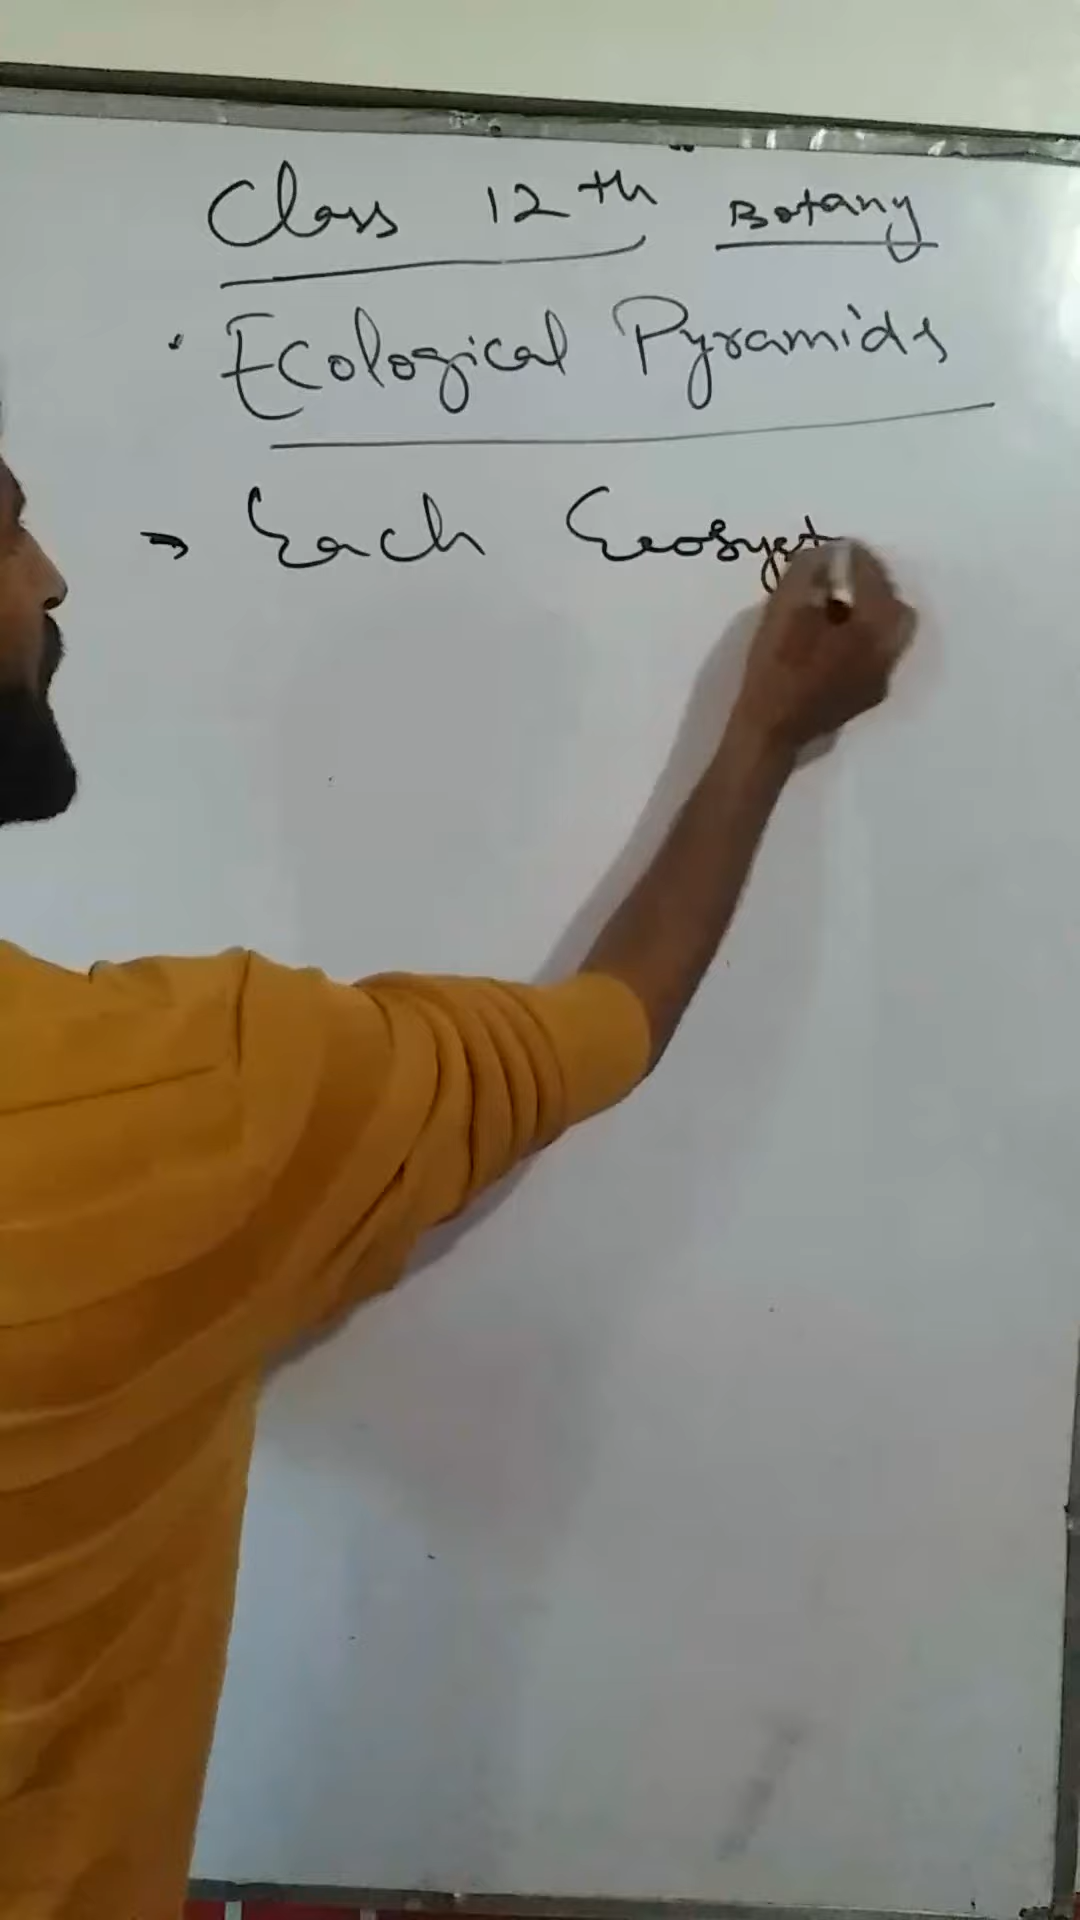 Class 12th Botany
• Ecological Pyramids
→ Each Ecosyst